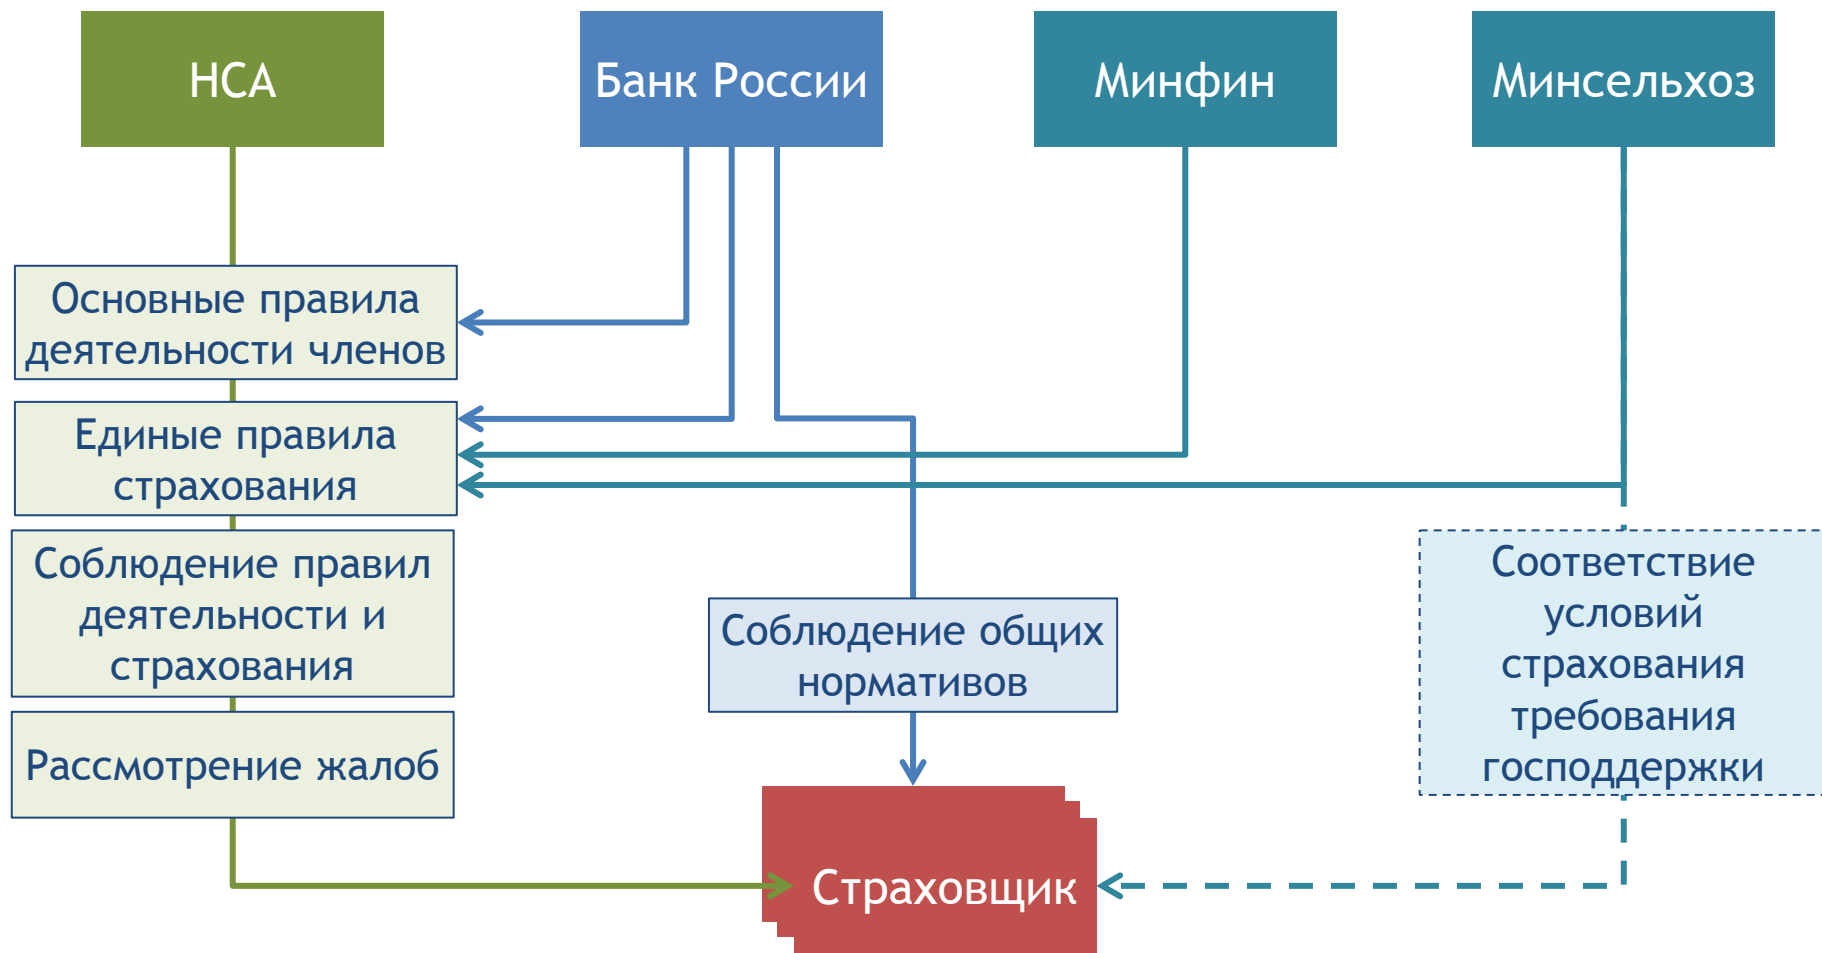 НСА
Банк России
Минфин
Минсельхоз
Основные правила
деятельности членов
Единые правила
страхования
Соблюдение правил
деятельности и
страхования
Рассмотрение жалоб
Соблюдение общих
нормативов
Соответствие
условий
страхования
требования
господдержки
Страховщик